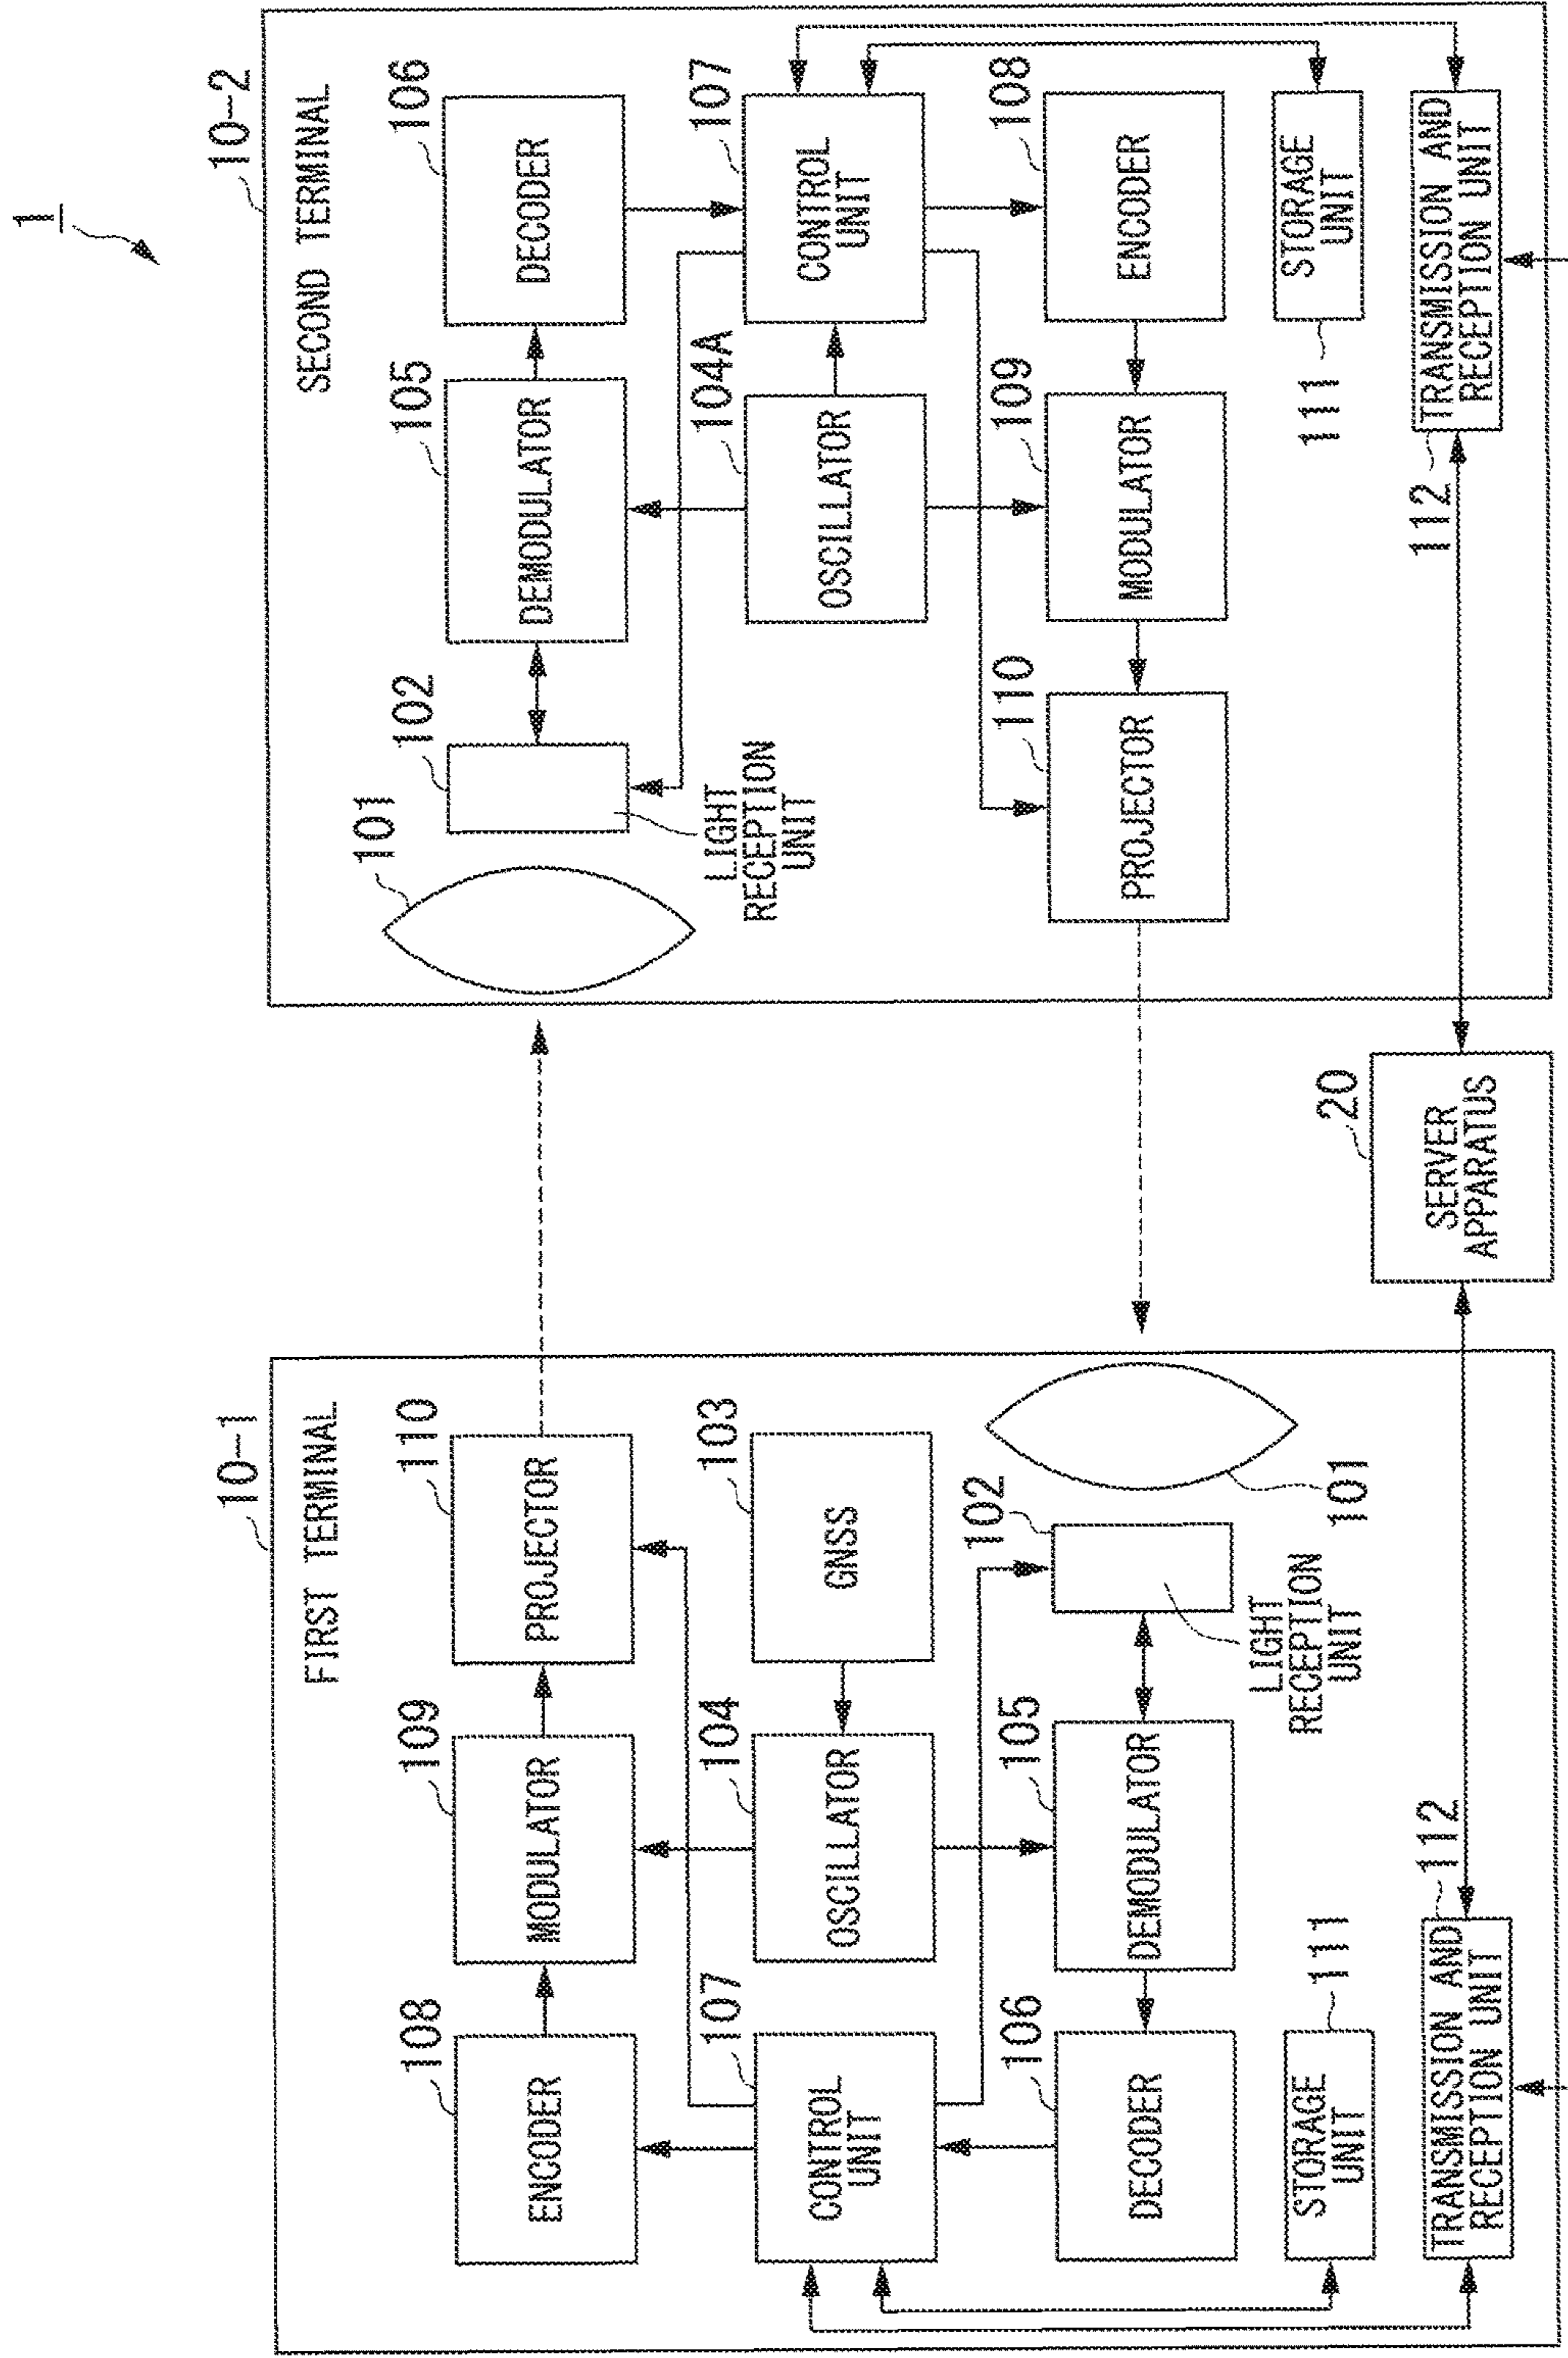 1
10-1
FIRST TERMINAL
108
ENCODER
109
MODULATOR
110
PROJECTOR
107
CONTROL
UNIT
104
OSCILLATOR
103
GNSS
106
DECODER
105
DEMODULATOR
102
LIGHT
RECEPTION
UNIT
101
STORAGE
UNIT
111
TRANSMISSION AND
RECEPTION UNIT
112
20
SERVER
APPARATUS
10-2
SECOND TERMINAL
101
102
LIGHT
RECEPTION
UNIT
105
DEMODULATOR
106
DECODER
104A
OSCILLATOR
107
CONTROL
UNIT
110
PROJECTOR
109
MODULATOR
108
ENCODER
111
STORAGE
UNIT
112
TRANSMISSION AND
RECEPTION UNIT